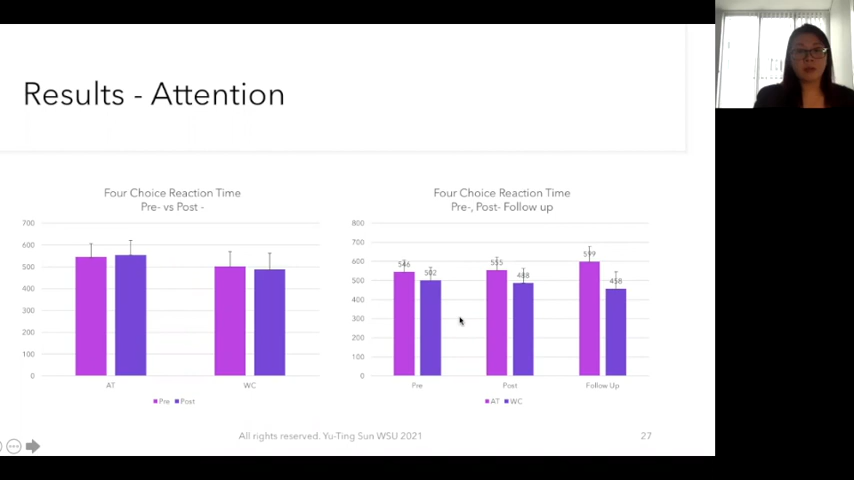 Results - Attention
Four Choice Reaction Time
Pre- vs Post -
700
600
500
400
300
200
100
0
AT
WC
Pre
Post
Four Choice Reaction Time
Pre-, Post- Follow up
800
700
600
500
400
300
200
100
0
546
502
555
488
599
458
Pre
Post
Follow Up
AT
WC
All rights reserved. Yu-Ting Sun WSU 2021
27